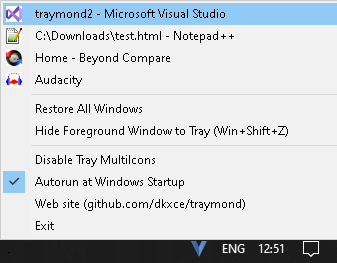 traymond2 - Microsoft Visual Studio
C:\Downloads\test.html - Notepad++
Home - Beyond Compare
Audacity
Restore All Windows
Hide Foreground Window to Tray (Win+Shift+Z)
Disable Tray MultiIcons
Autorun at Windows Startup
Web site (github.com/dkxce/traymond)
Exit
ENG 12:51